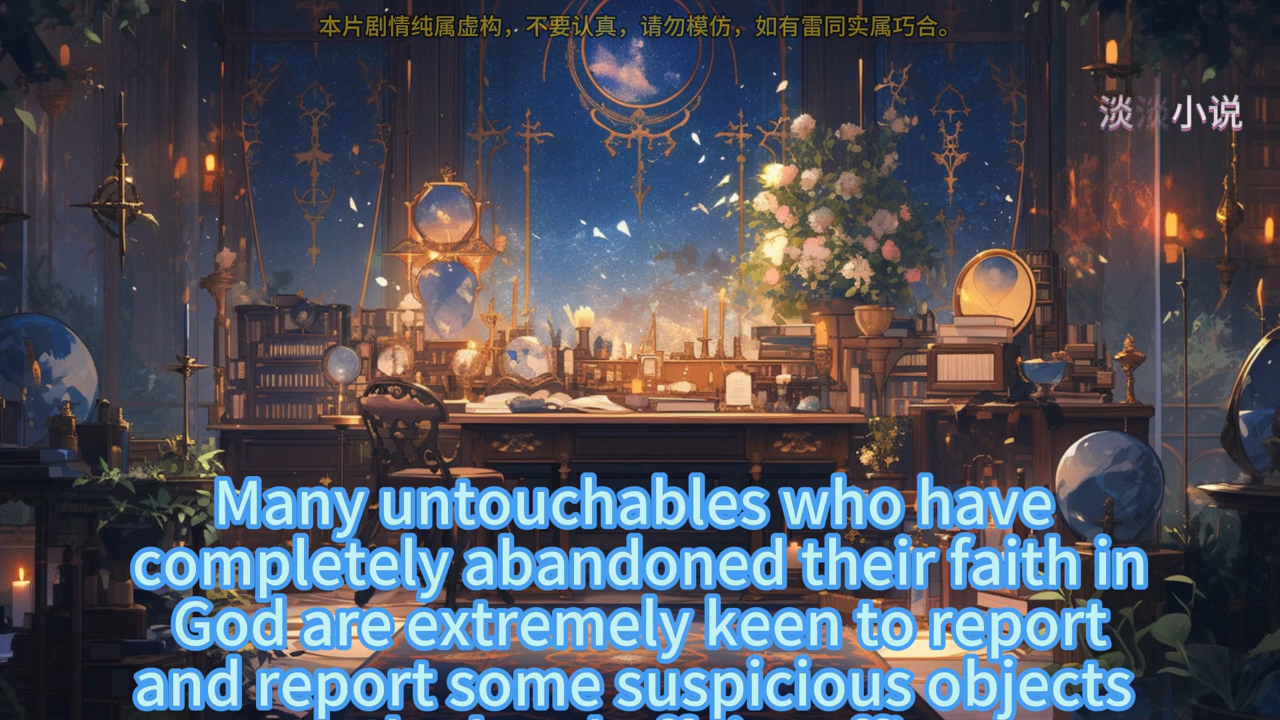 本片剧情纯属虚构，不要认真，请勿模仿，如有雷同实属巧合。
淡淡小说
Many untouchables who have
completely abandoned their faith in
God are extremely keen to report
and report some suspicious objects